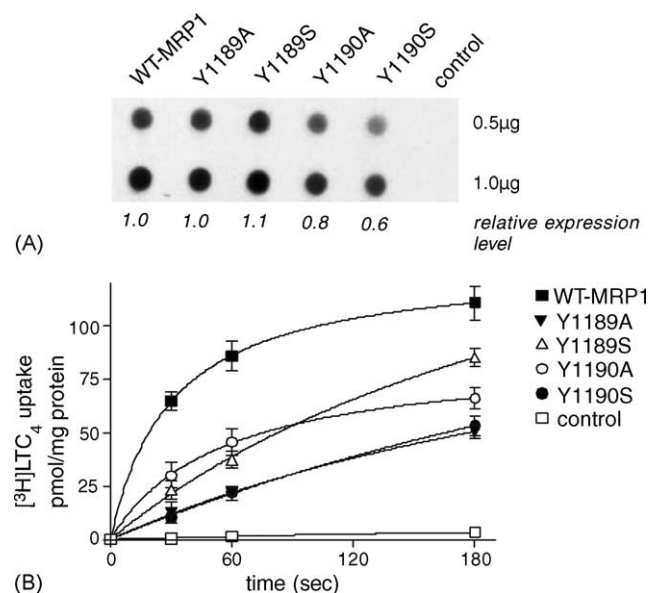 WT-MRP1 Y1189A Y1189S Y1190A Y1190S control
0.5µg
1.0µg
1.0 1.0 1.1 0.8 0.6 relative expression
level
(A)
[³H]LTC₄ uptake
pmol/mg protein
100
75
50
25
0
0 60 120 180
time (sec)
WT-MRP1
Y1189A
Y1189S
Y1190A
Y1190S
control
(B)